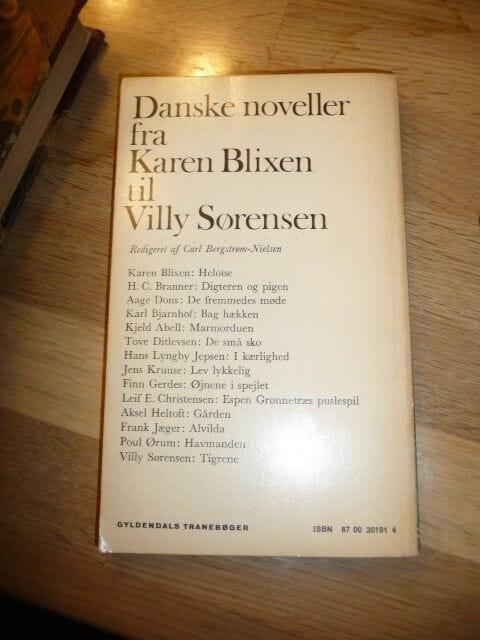 Danske noveller
fra
Karen Blixen
til
Villy Sørensen
Redigeret af Carl Bergstrøm-Nielsen
Karen Blixen: Heloïse
H. C. Branner: Digteren og pigen
Aage Dons: De fremmedes møde
Karl Bjarnhof: Bag hækken
Kjeld Abell: Marmorduen
Tove Ditlevsen: De små sko
Hans Lyngby Jepsen: I kærlighed
Jens Kruuse: Lev lykkelig
Finn Gerdes: Øjnene i spejlet
Leif E. Christensen: Espen Grønnetræs puslespil
Aksel Heltoft: Gården
Frank Jæger: Alvilda
Poul Ørum: Havmanden
Villy Sørensen: Tigrene
GYLDENDALS TRANEBØGER ISBN 87 00 30191 4